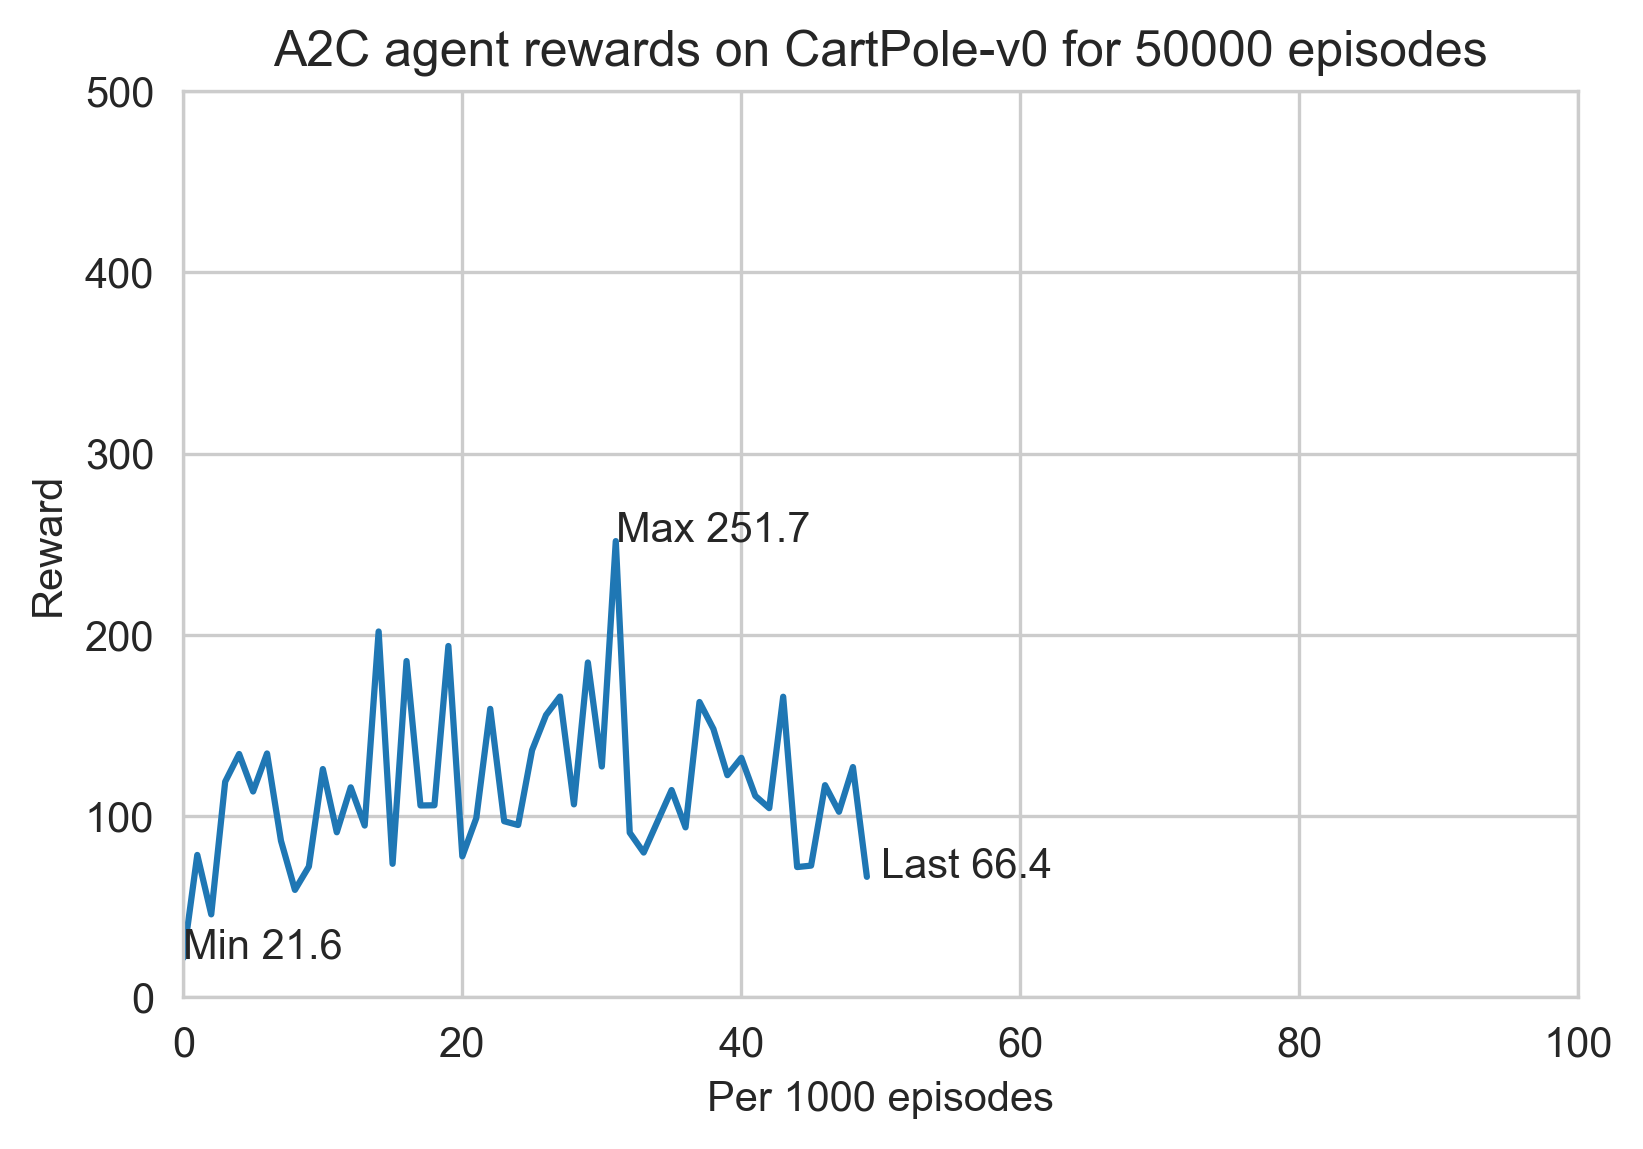 A2C agent rewards on CartPole-v0 for 50000 episodes
500
400
300
200
100
0
Reward
Max 251.7
Last 66.4
Min 21.6
0 20 40 60 80 100
Per 1000 episodes